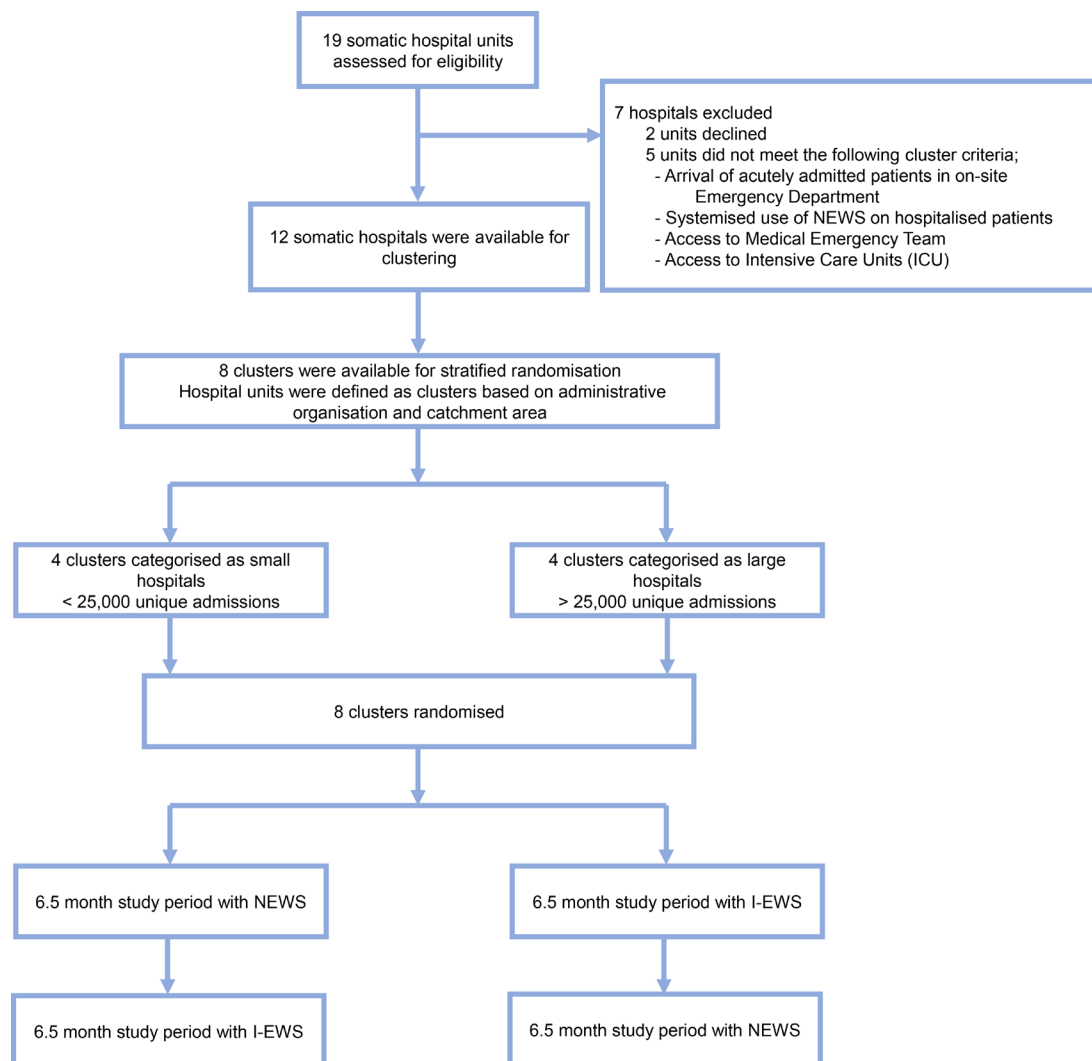 19 somatic hospital units
assessed for eligibility
7 hospitals excluded
2 units declined
5 units did not meet the following cluster criteria;
- Arrival of acutely admitted patients in on-site
Emergency Department
- Systemised use of NEWS on hospitalised patients
- Access to Medical Emergency Team
- Access to Intensive Care Units (ICU)
12 somatic hospitals were available for
clustering
8 clusters were available for stratified randomisation
Hospital units were defined as clusters based on administrative
organisation and catchment area
4 clusters categorised as small
hospitals
< 25,000 unique admissions
4 clusters categorised as large
hospitals
> 25,000 unique admissions
8 clusters randomised
6.5 month study period with NEWS
6.5 month study period with I-EWS
6.5 month study period with I-EWS
6.5 month study period with NEWS